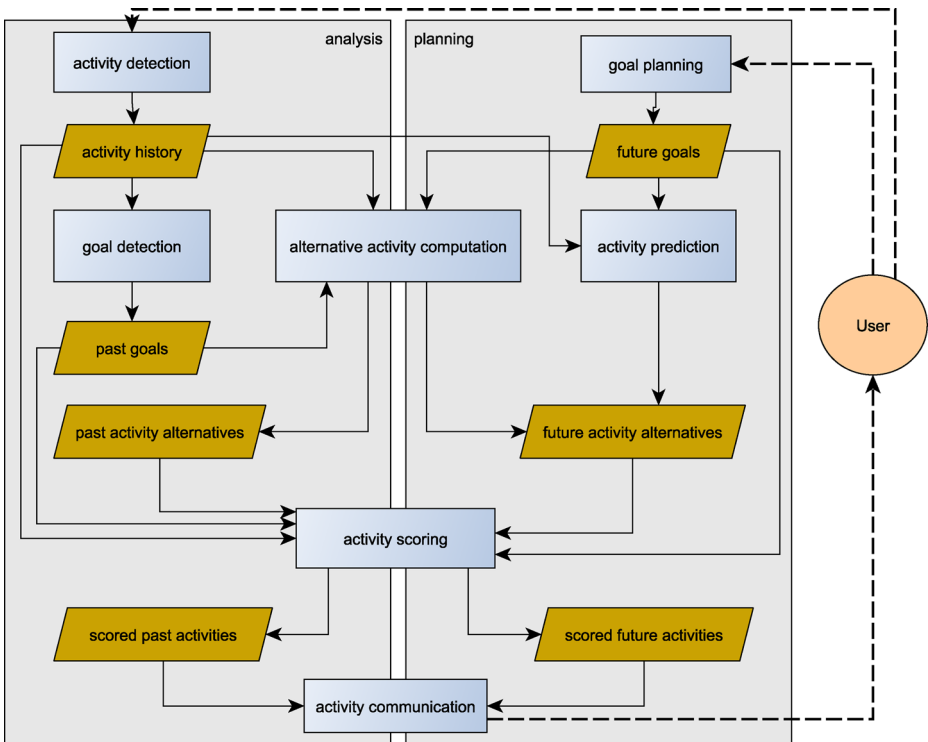 analysis
planning
activity detection
goal planning
activity history
future goals
goal detection
alternative activity computation
activity prediction
User
past goals
past activity alternatives
future activity alternatives
activity scoring
scored past activities
scored future activities
activity communication